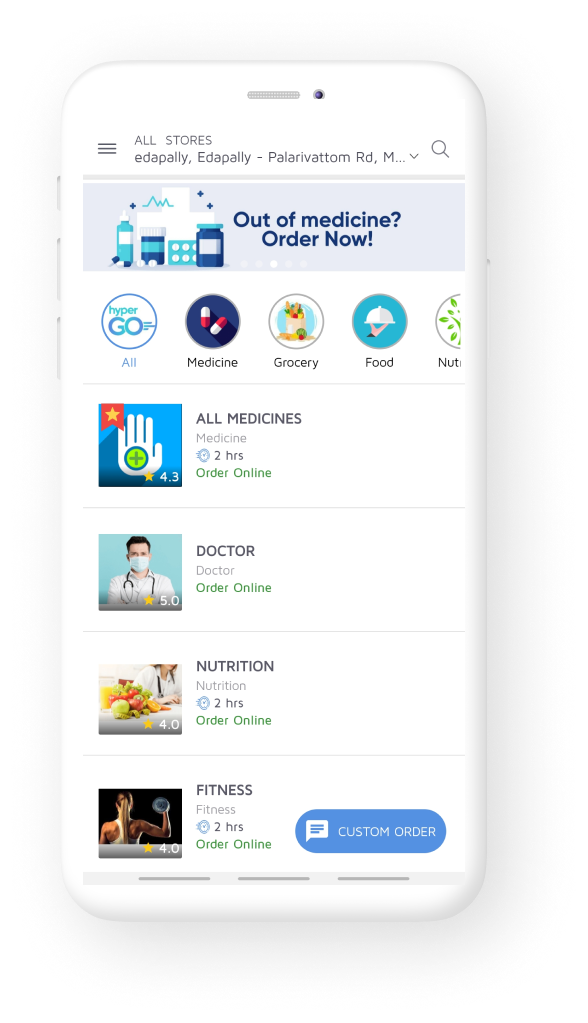 ALL STORES
edapally, Edapally - Palarivattom Rd, M...
Out of medicine?
Order Now!
hyper
GO
All
Medicine
Grocery
Food
Nutri
ALL MEDICINES
Medicine
2 hrs
Order Online
4.3
DOCTOR
Doctor
Order Online
5.0
NUTRITION
Nutrition
2 hrs
Order Online
4.0
FITNESS
Fitness
2 hrs
Order Online
4.0
CUSTOM ORDER